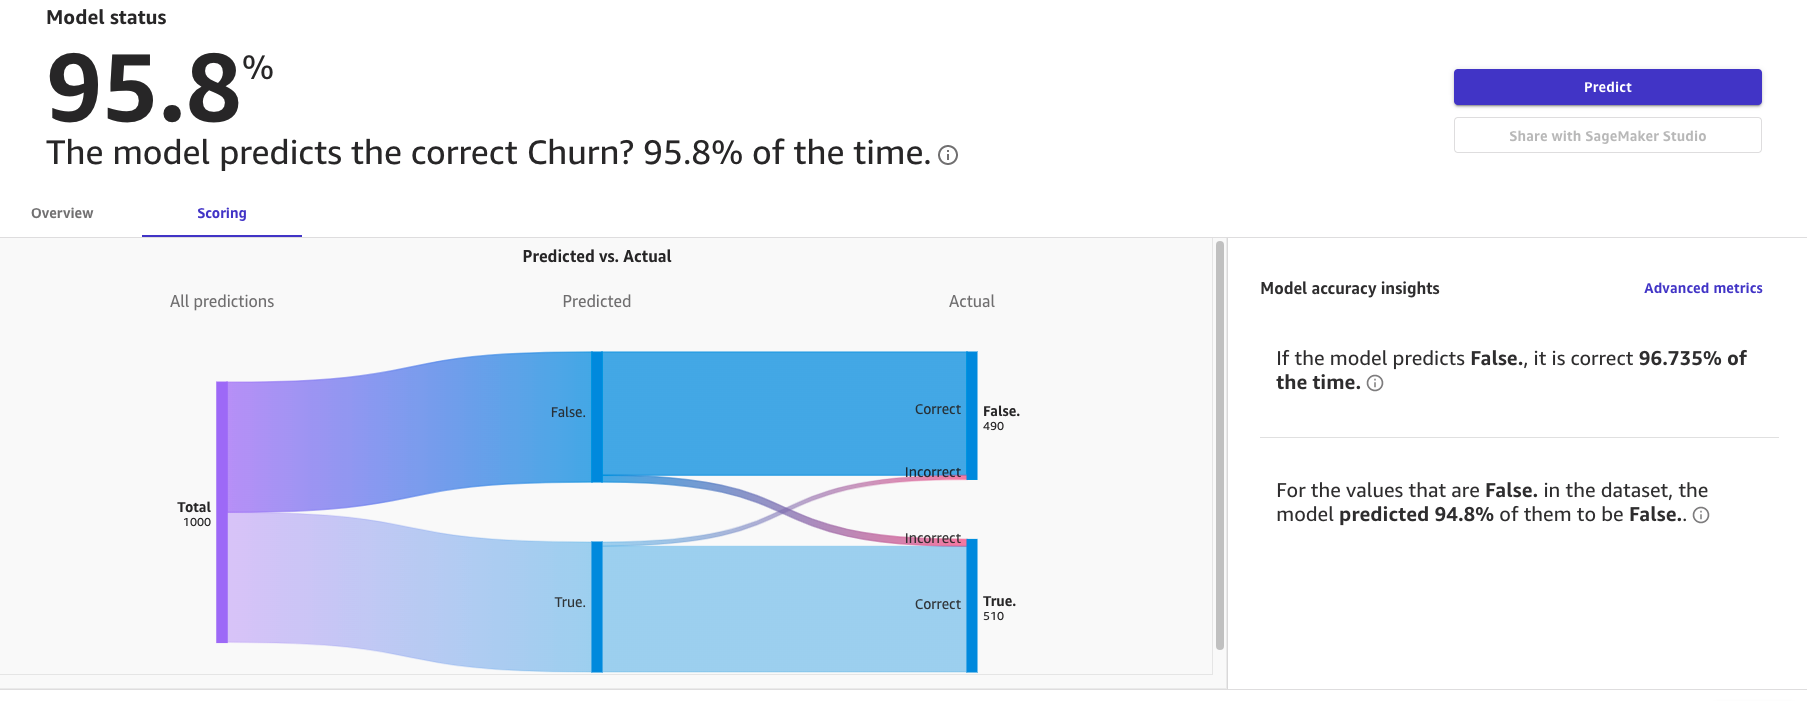 Model status
95.8%
The model predicts the correct Churn? 95.8% of the time.
Predict
Share with SageMaker Studio
Overview
Scoring
Predicted vs. Actual
All predictions
Predicted
Actual
False.
Correct
False.
490
Incorrect
Total
1000
Incorrect
True.
Correct
True.
510
Model accuracy insights
Advanced metrics
If the model predicts False., it is correct 96.735% of
the time.
For the values that are False. in the dataset, the
model predicted 94.8% of them to be False..